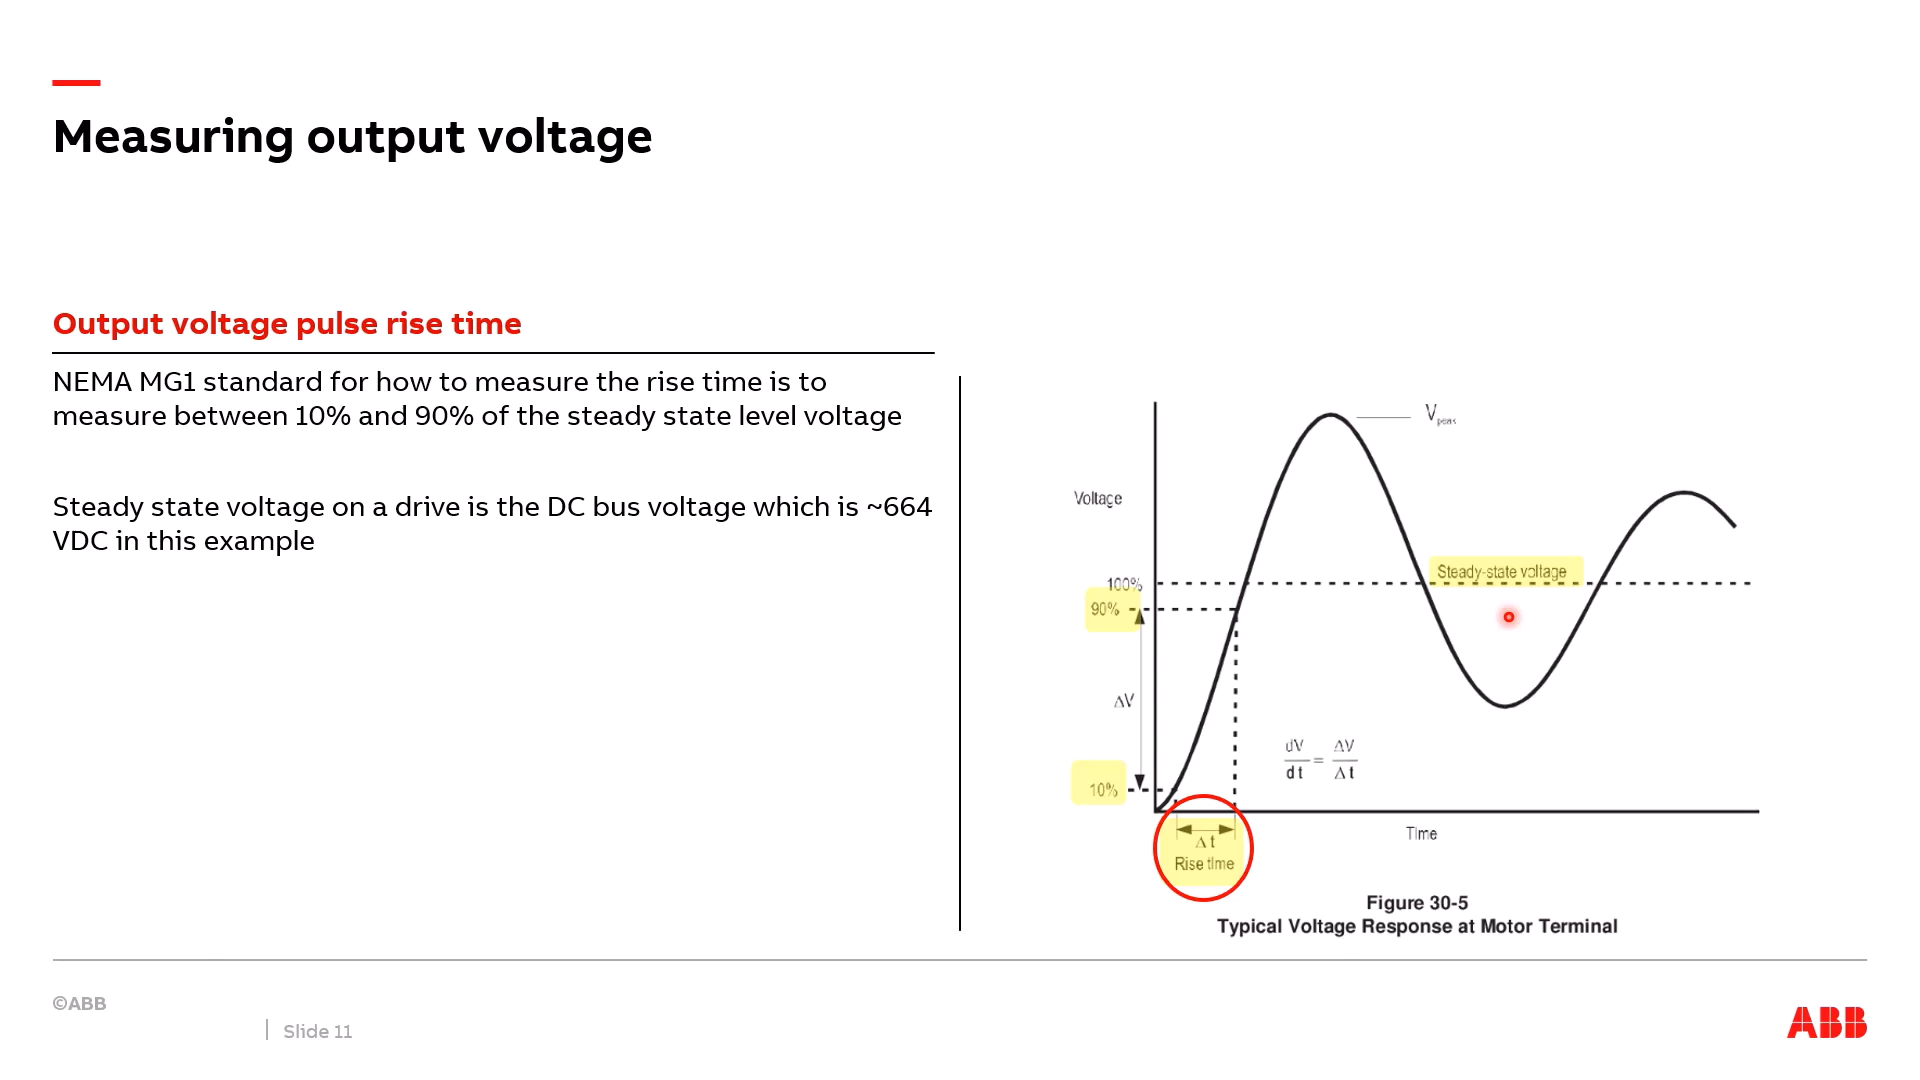 Measuring output voltage
Output voltage pulse rise time
NEMA MG1 standard for how to measure the rise time is to
measure between 10% and 90% of the steady state level voltage
Steady state voltage on a drive is the DC bus voltage which is ~664
VDC in this example
Vpeak
Voltage
Steady-state voltage
100%
90%
ΔV
dV/dt = ΔV/Δt
10%
Time
Δt
Rise time
Figure 30-5
Typical Voltage Response at Motor Terminal
©ABB
Slide 11
ABB